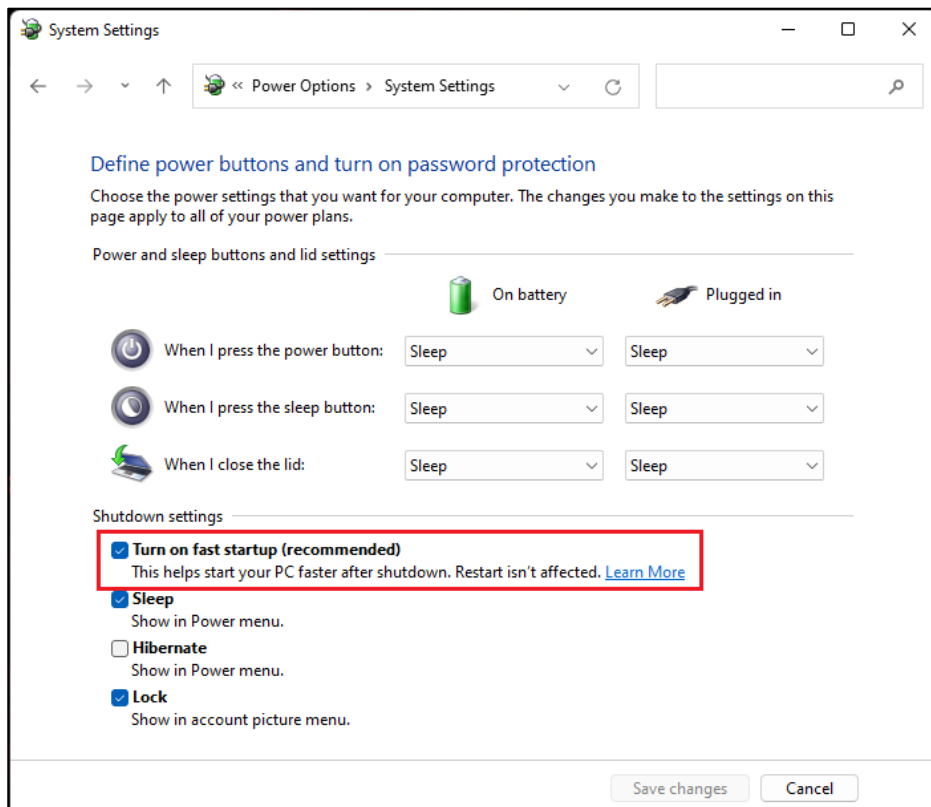 System Settings
« Power Options › System Settings
Define power buttons and turn on password protection
Choose the power settings that you want for your computer. The changes you make to the settings on this
page apply to all of your power plans.
Power and sleep buttons and lid settings
On battery Plugged in
When I press the power button: Sleep Sleep
When I press the sleep button: Sleep Sleep
When I close the lid: Sleep Sleep
Shutdown settings
Turn on fast startup (recommended)
This helps start your PC faster after shutdown. Restart isn't affected. Learn More
Sleep
Show in Power menu.
Hibernate
Show in Power menu.
Lock
Show in account picture menu.
Save changes Cancel